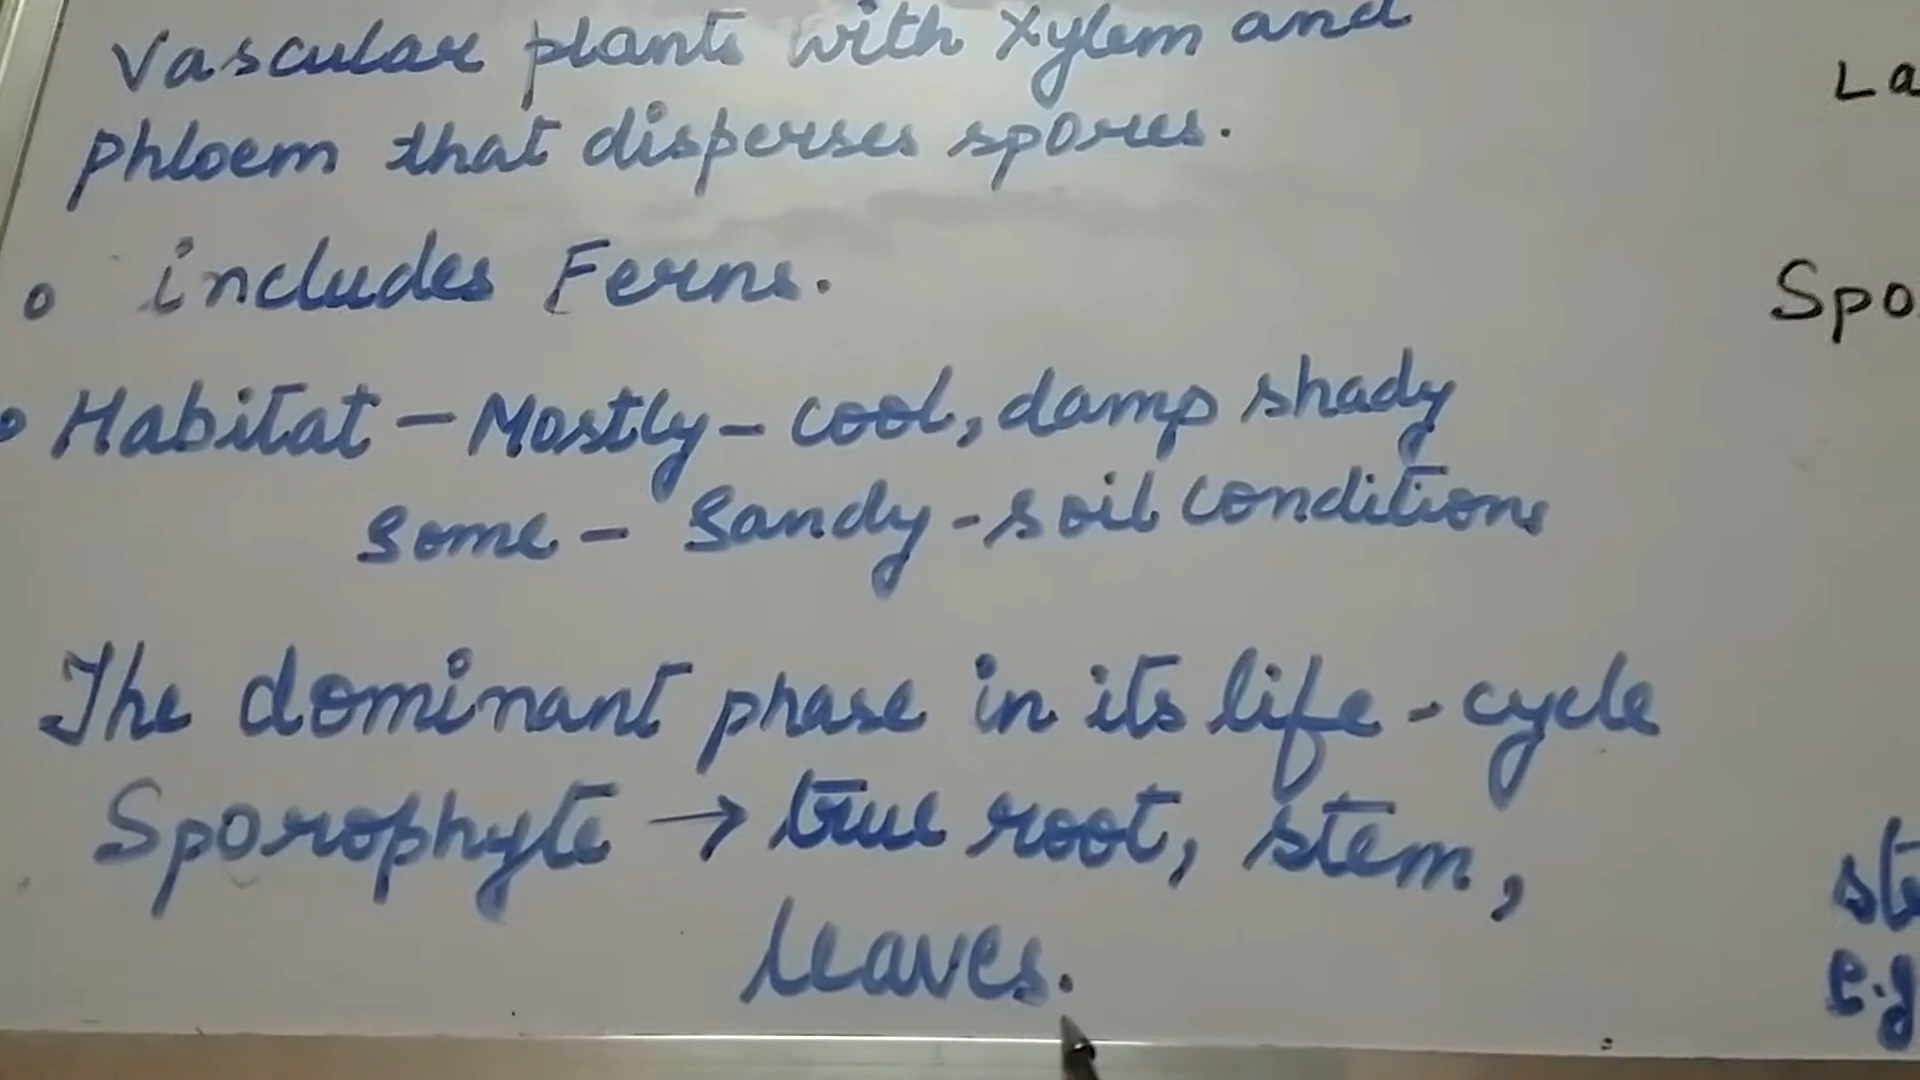 Vascular plants with Xylem and
phloem that disperses spores.
includes Ferns.
Habitat - Mostly - cool, damp shady
some - Sandy-soil conditions
The dominant phase in its life-cycle
Sporophyte → true root, stem,
leaves.
La
Spo
ste
e.g